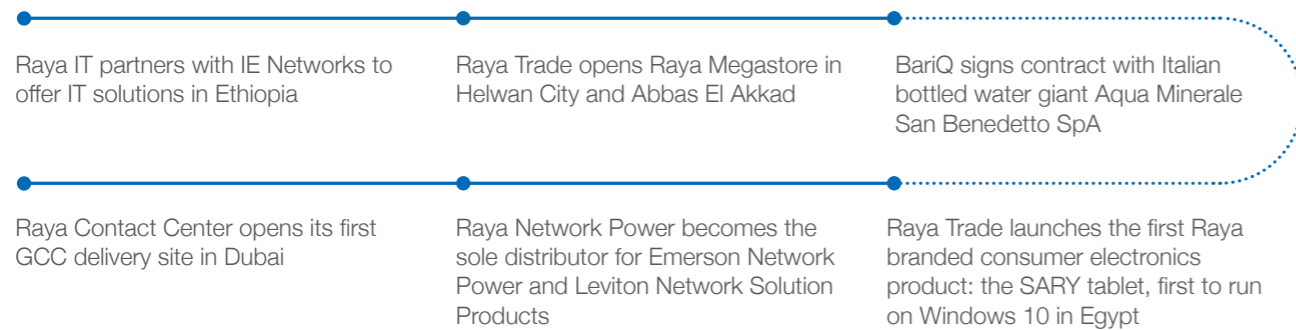 Raya IT partners with IE Networks to
offer IT solutions in Ethiopia
Raya Trade opens Raya Megastore in
Helwan City and Abbas El Akkad
BariQ signs contract with Italian
bottled water giant Aqua Minerale
San Benedetto SpA
Raya Contact Center opens its first
GCC delivery site in Dubai
Raya Network Power becomes the
sole distributor for Emerson Network
Power and Leviton Network Solution
Products
Raya Trade launches the first Raya
branded consumer electronics
product: the SARY tablet, first to run
on Windows 10 in Egypt